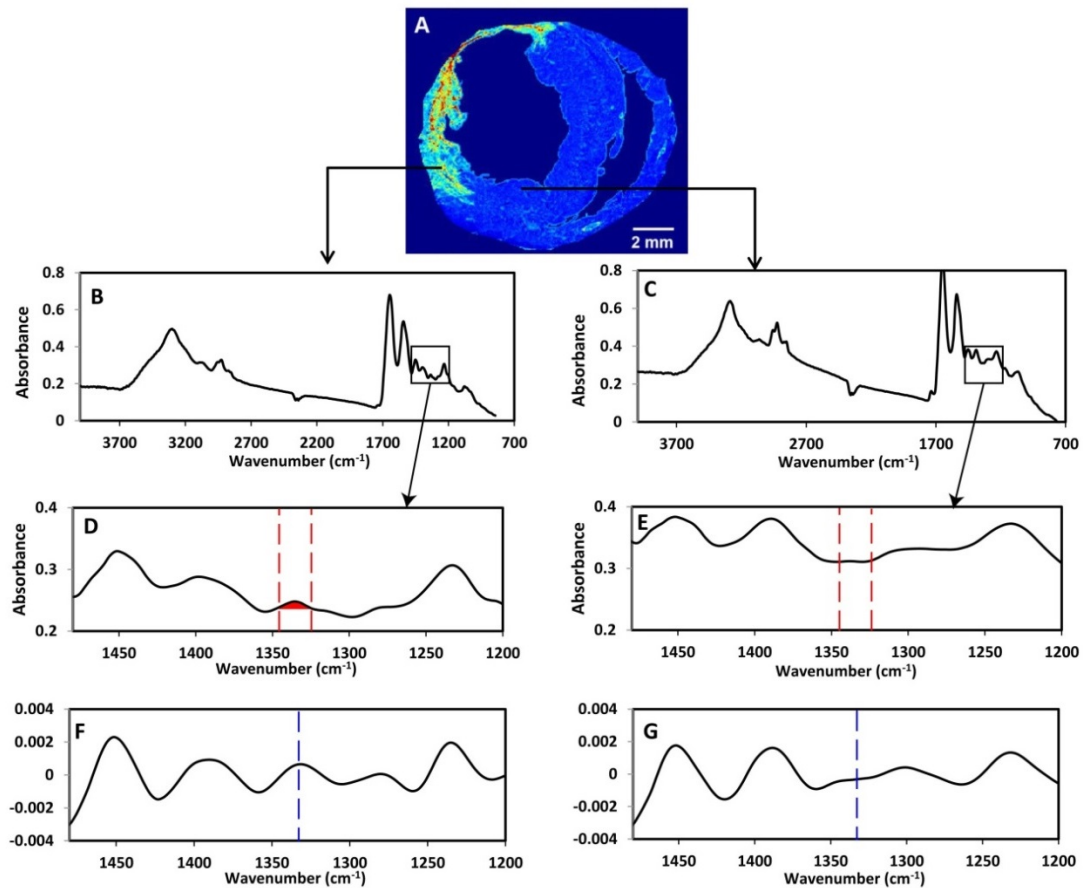 A
2 mm
B
Absorbance
0.8
0.6
0.4
0.2
0
3700 3200 2700 2200 1700 1200 700
Wavenumber (cm⁻¹)
C
Absorbance
0.8
0.6
0.4
0.2
0
3700 2700 1700 700
Wavenumber (cm⁻¹)
D
Absorbance
0.4
0.3
0.2
1450 1400 1350 1300 1250 1200
Wavenumber (cm⁻¹)
E
Absorbance
0.4
0.3
0.2
1450 1400 1350 1300 1250 1200
Wavenumber (cm⁻¹)
F
0.004
0.002
0
-0.002
-0.004
1450 1400 1350 1300 1250 1200
Wavenumber (cm⁻¹)
G
0.004
0.002
0
-0.002
-0.004
1450 1400 1350 1300 1250 1200
Wavenumber (cm⁻¹)